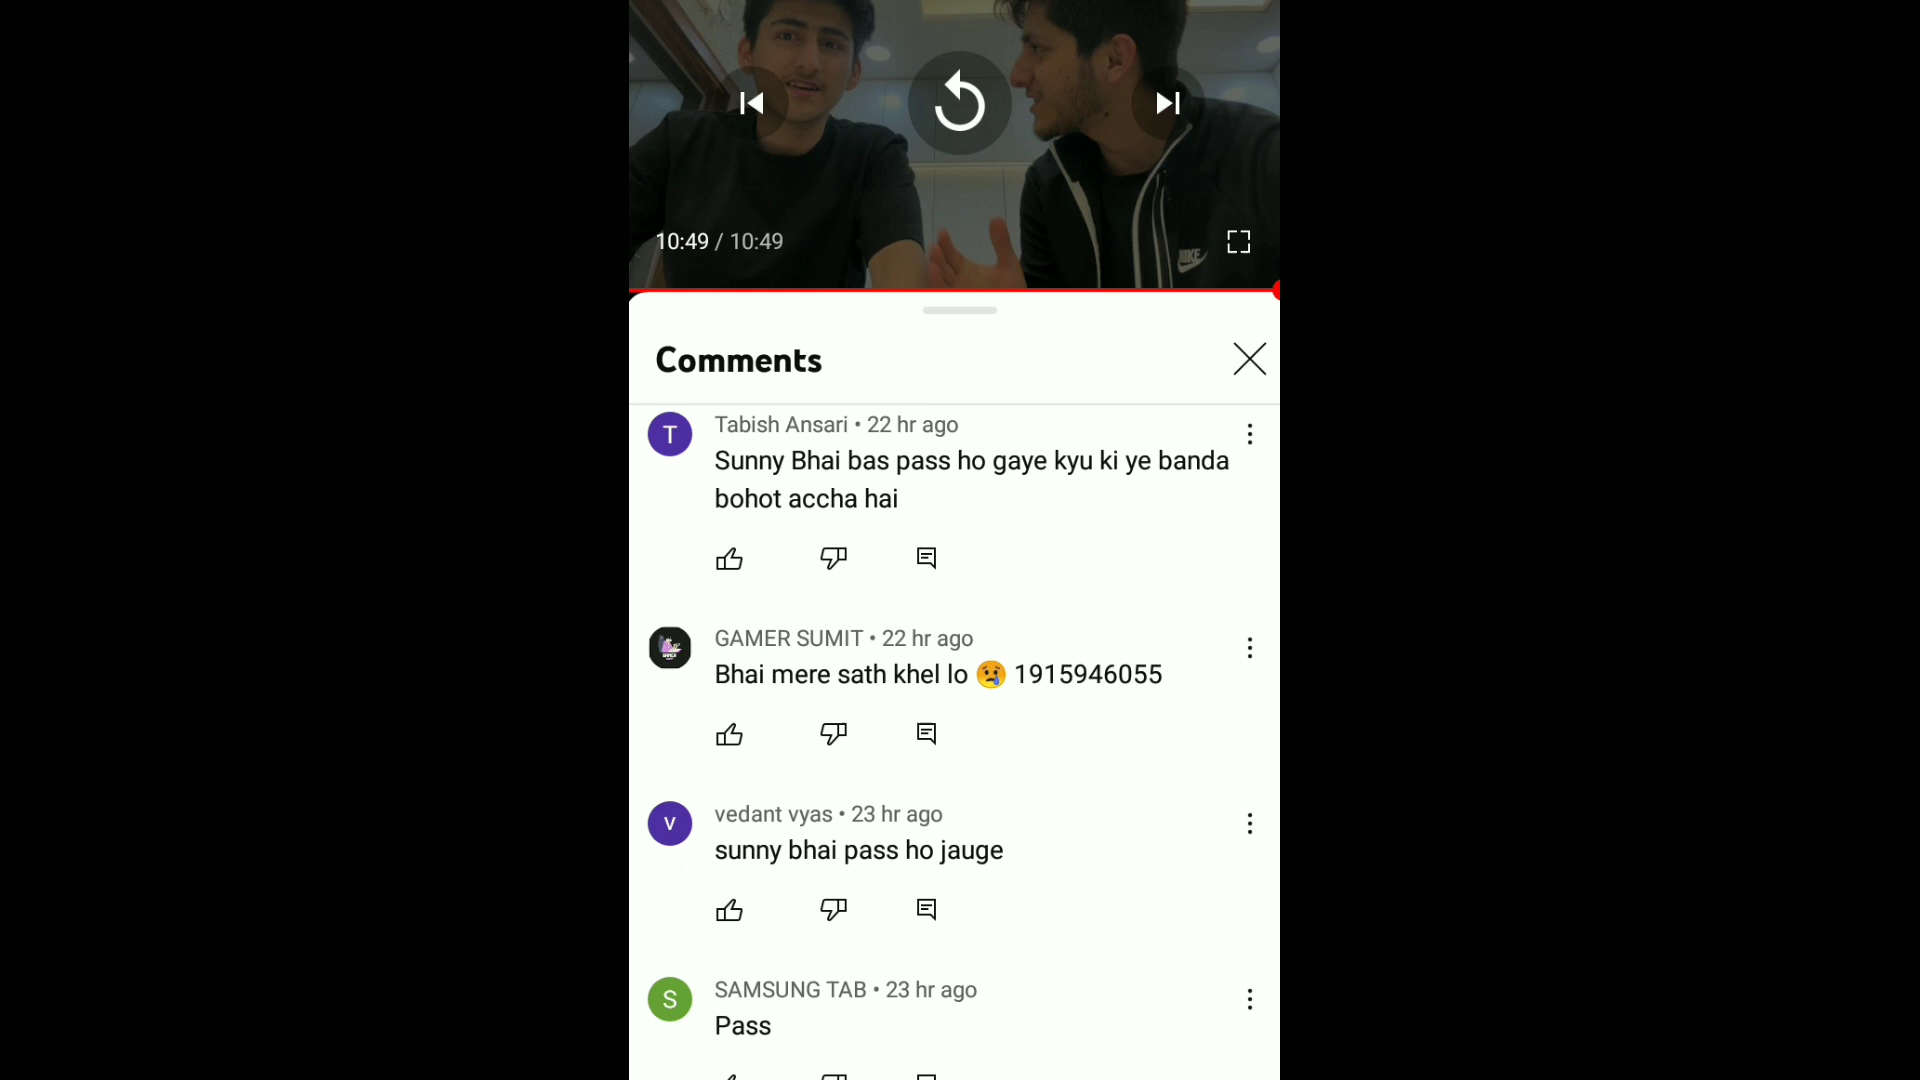 10:49 / 10:49
NIKE
Comments
T
Tabish Ansari • 22 hr ago
Sunny Bhai bas pass ho gaye kyu ki ye banda
bohot accha hai
GAMER SUMIT • 22 hr ago
Bhai mere sath khel lo 😢 1915946055
v
vedant vyas • 23 hr ago
sunny bhai pass ho jauge
S
SAMSUNG TAB • 23 hr ago
Pass